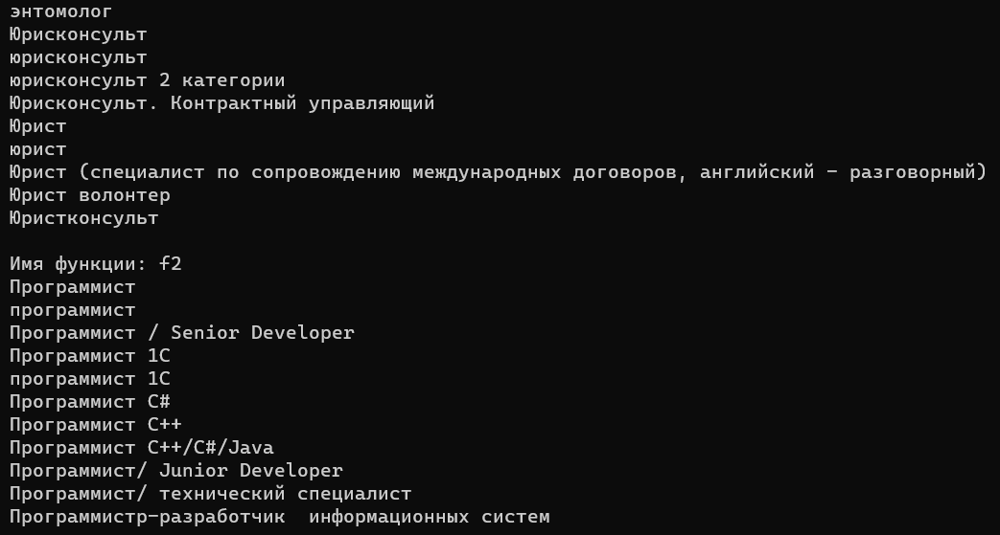 энтомолог
Юрисконсульт
юрисконсульт
юрисконсульт 2 категории
Юрисконсульт. Контрактный управляющий
Юрист
юрист
Юрист (специалист по сопровождению международных договоров, английский - разговорный)
Юрист волонтер
Юристконсульт
Имя функции: f2
Программист
программист
Программист / Senior Developer
Программист 1С
программист 1С
Программист C#
Программист C++
Программист C++/C#/Java
Программист/ Junior Developer
Программист/ технический специалист
Программистр-разработчик  информационных систем